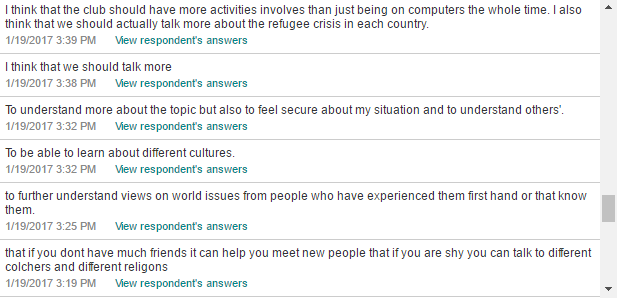 I think that the club should have more activities involves than just being on computers the whole time. I also
think that we should actually talk more about the refugee crisis in each country.
1/19/2017 3:39 PM View respondent's answers
I think that we should talk more
1/19/2017 3:38 PM View respondent's answers
To understand more about the topic but also to feel secure about my situation and to understand others'.
1/19/2017 3:32 PM View respondent's answers
To be able to learn about different cultures.
1/19/2017 3:32 PM View respondent's answers
to further understand views on world issues from people who have experienced them first hand or that know
them.
1/19/2017 3:25 PM View respondent's answers
that if you dont have much friends it can help you meet new people that if you are shy you can talk to different
colchers and different religons
1/19/2017 3:19 PM View respondent's answers